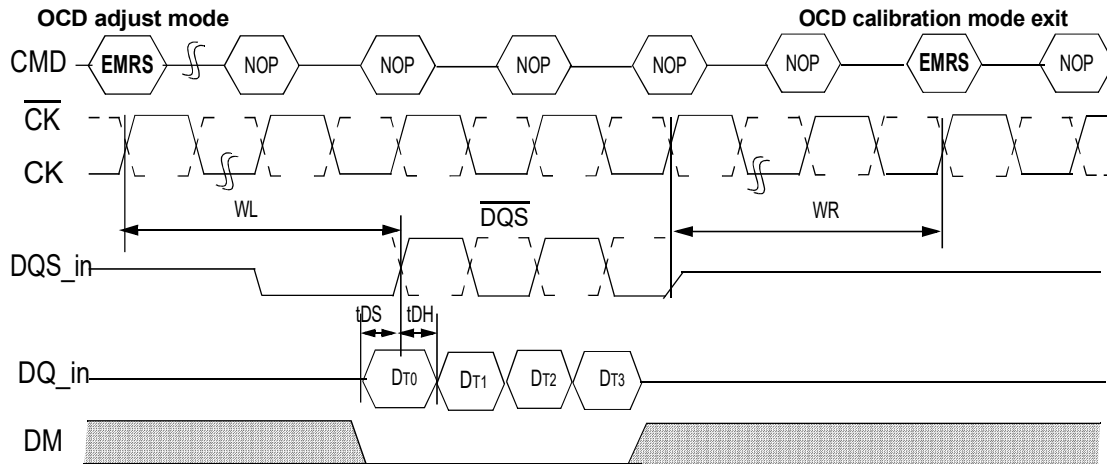 OCD adjust mode OCD calibration mode exit
CMD EMRS NOP NOP NOP NOP NOP EMRS NOP
CK
CK
WL DQS WR
DQS_in
tDS tDH
DQ_in DT0 DT1 DT2 DT3
DM